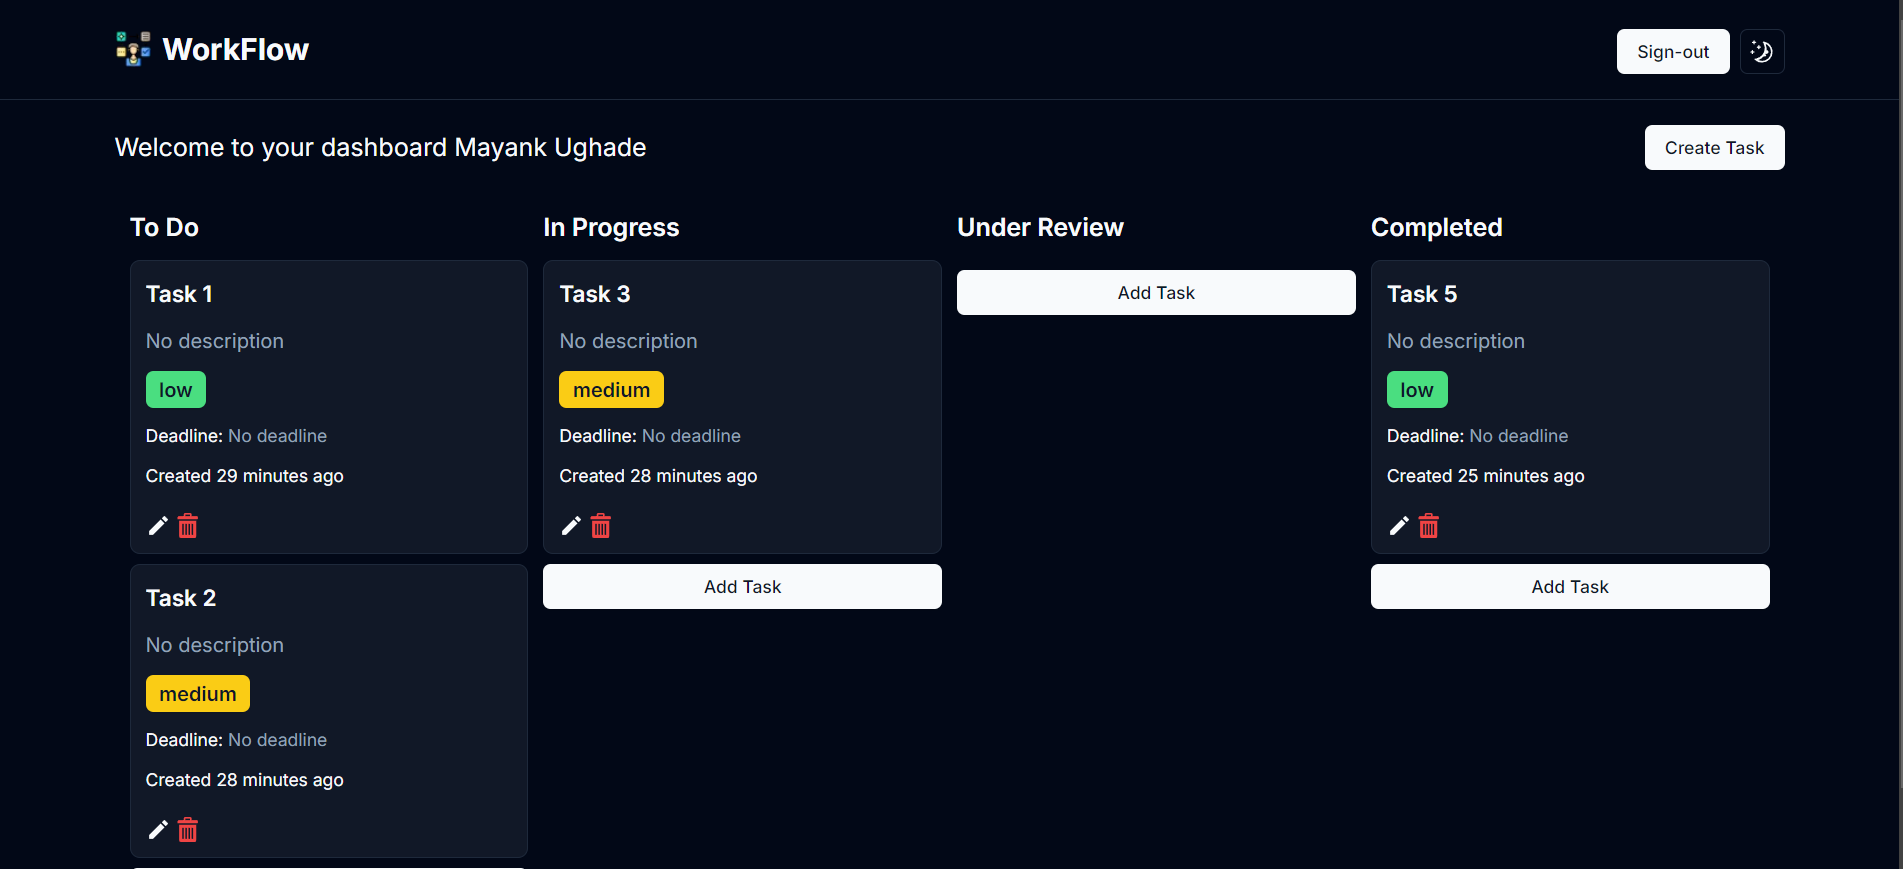 WorkFlow
Sign-out
Welcome to your dashboard Mayank Ughade
Create Task
To Do
Task 1
No description
low
Deadline: No deadline
Created 29 minutes ago
Task 2
No description
medium
Deadline: No deadline
Created 28 minutes ago
In Progress
Task 3
No description
medium
Deadline: No deadline
Created 28 minutes ago
Add Task
Under Review
Add Task
Completed
Task 5
No description
low
Deadline: No deadline
Created 25 minutes ago
Add Task